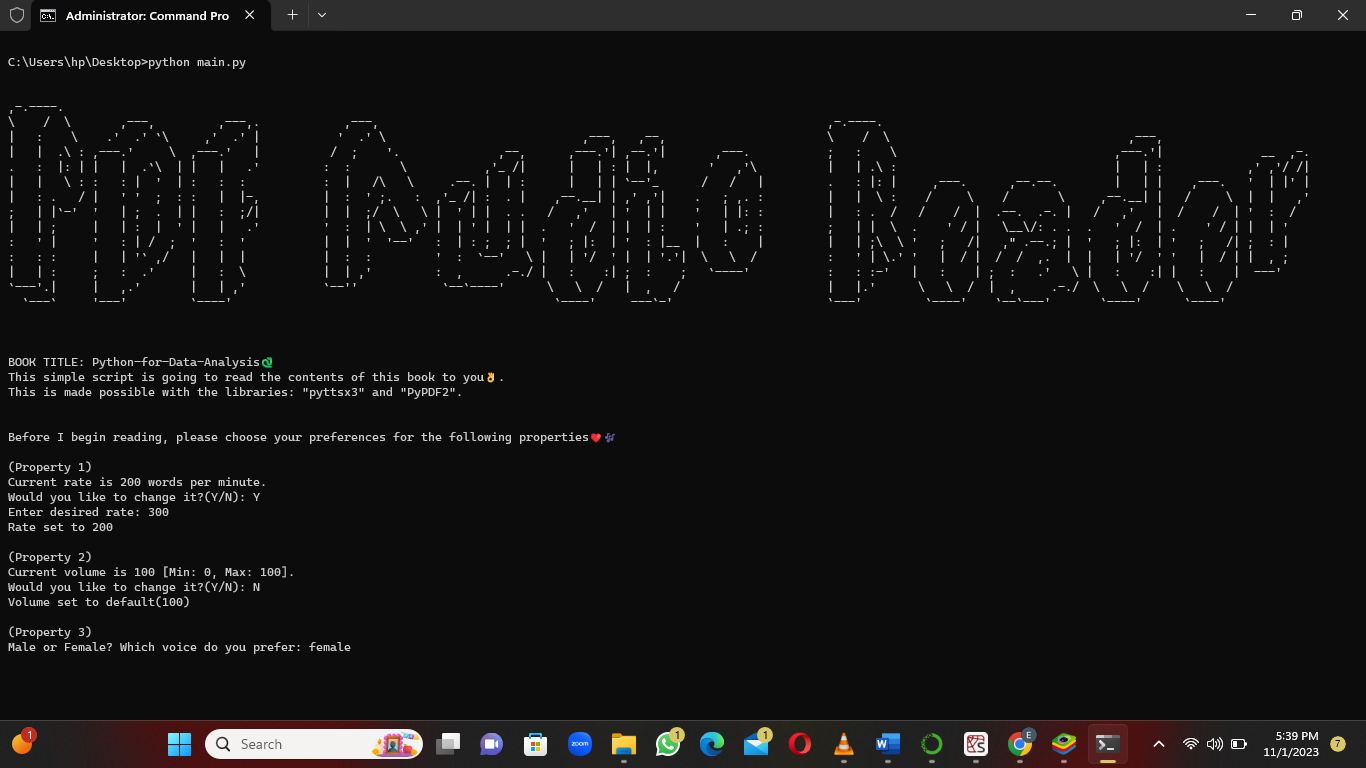 Administrator: Command Pro
C:\Users\hp\Desktop>python main.py
PDF Audio Reader
BOOK TITLE: Python-for-Data-Analysis
This simple script is going to read the contents of this book to you👌.
This is made possible with the libraries: "pyttsx3" and "PyPDF2".
Before I begin reading, please choose your preferences for the following properties❤️🎶
(Property 1)
Current rate is 200 words per minute.
Would you like to change it?(Y/N): Y
Enter desired rate: 300
Rate set to 200
(Property 2)
Current volume is 100 [Min: 0, Max: 100].
Would you like to change it?(Y/N): N
Volume set to default(100)
(Property 3)
Male or Female? Which voice do you prefer: female
1
Search
zoom
1
1
E
5:39 PM
11/1/2023
7